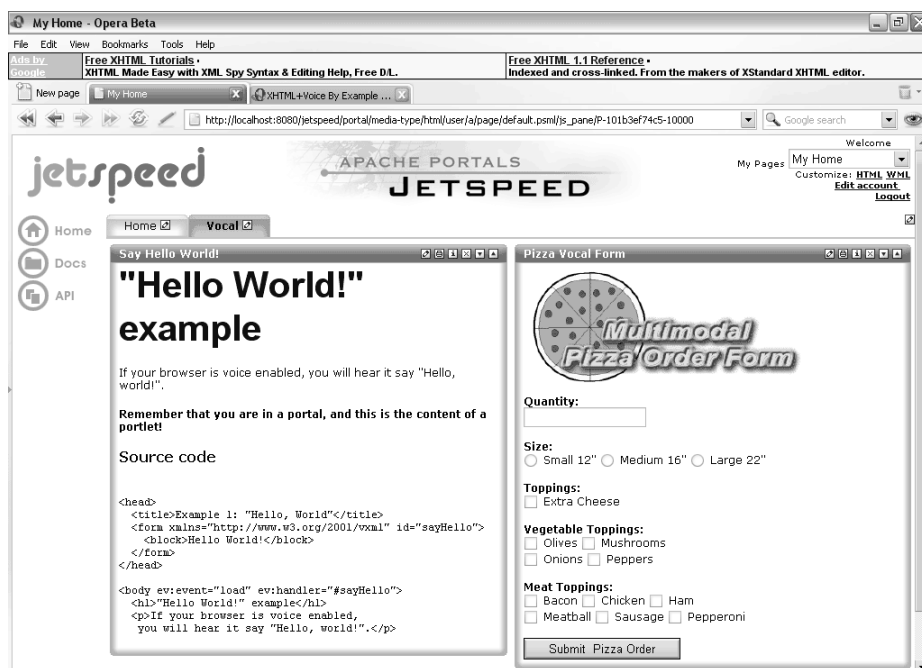 My Home - Opera Beta
File Edit View Bookmarks Tools Help
Ads by Google
Free XHTML Tutorials
XHTML Made Easy with XML Spy Syntax & Editing Help, Free D/L.
Free XHTML 1.1 Reference
Indexed and cross-linked. From the makers of XStandard XHTML editor.
New page My Home XHTML+Voice By Example ...
http://localhost:8080/jetspeed/portal/media-type/html/user/a/page/default.psml/js_pane/P-101b3ef74c5-10000 Google search
jetspeed
APACHE PORTALS
JETSPEED
Welcome
My Pages My Home
Customize: HTML WML
Edit account
Logout
Home
Docs
API
Home Vocal
Say Hello World!
"Hello World!"
example
If your browser is voice enabled, you will hear it say "Hello,
world!".
Remember that you are in a portal, and this is the content of a
portlet!
Source code
<head>
<title>Example 1: "Hello, World"</title>
<form xmlns="http://www.w3.org/2001/vxml" id="sayHello">
<block>Hello World!</block>
</form>
</head>
<body ev:event="load" ev:handler="#sayHello">
<h1>"Hello World!" example</h1>
<p>If your browser is voice enabled,
you will hear it say "Hello, world!".</p>
Pizza Vocal Form
Multimodal
Pizza Order Form
Quantity:
Size:
Small 12" Medium 16" Large 22"
Toppings:
Extra Cheese
Vegetable Toppings:
Olives Mushrooms
Onions Peppers
Meat Toppings:
Bacon Chicken Ham
Meatball Sausage Pepperoni
Submit Pizza Order